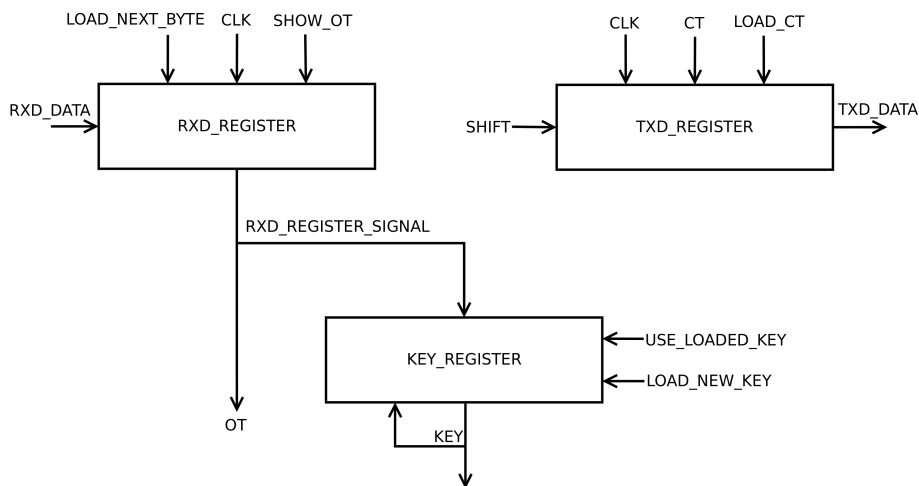 LOAD_NEXT_BYTE
CLK
SHOW_OT
RXD_DATA
RXD_REGISTER
CLK
CT
LOAD_CT
SHIFT
TXD_REGISTER
TXD_DATA
RXD_REGISTER_SIGNAL
KEY_REGISTER
USE_LOADED_KEY
LOAD_NEW_KEY
OT
KEY